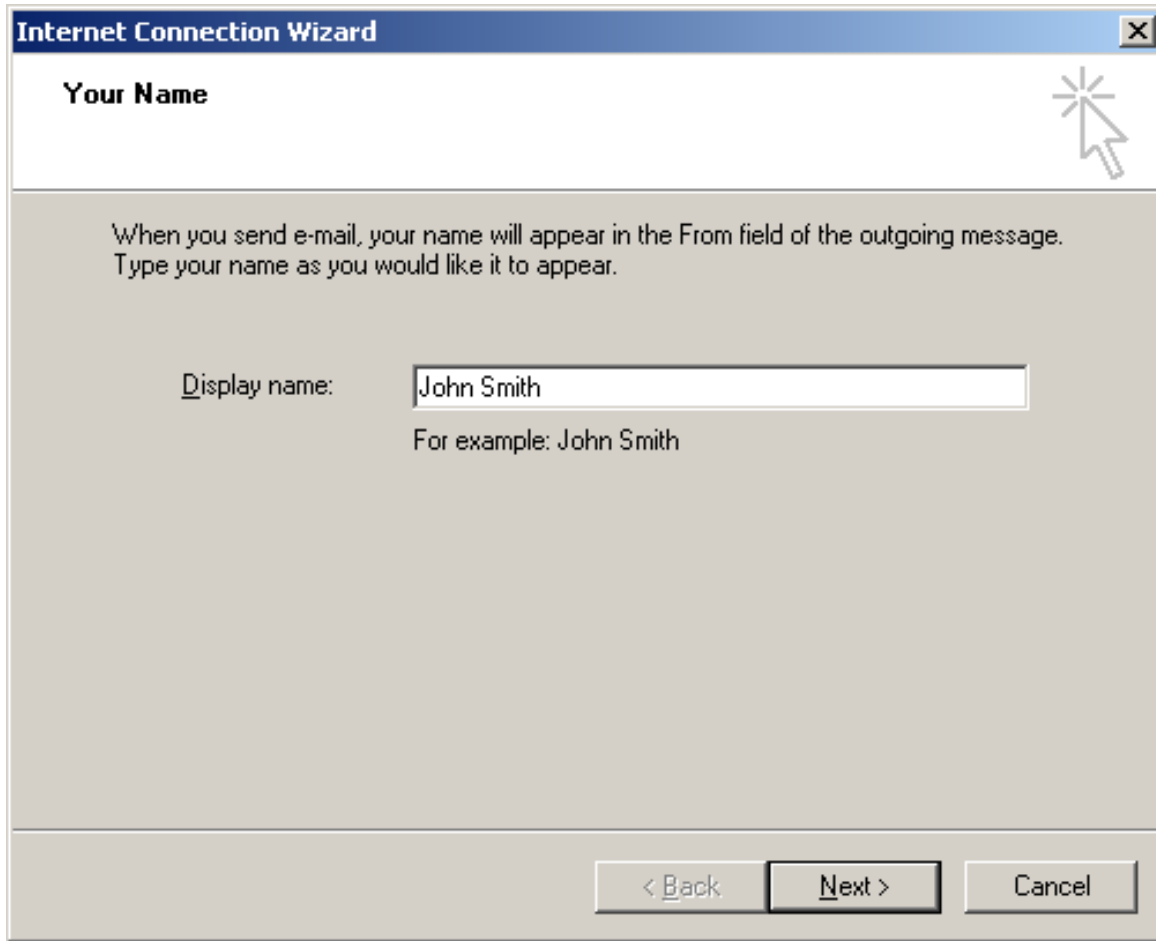 Internet Connection Wizard
Your Name
When you send e-mail, your name will appear in the From field of the outgoing message.
Type your name as you would like it to appear.
Display name: John Smith
For example: John Smith
< Back Next > Cancel